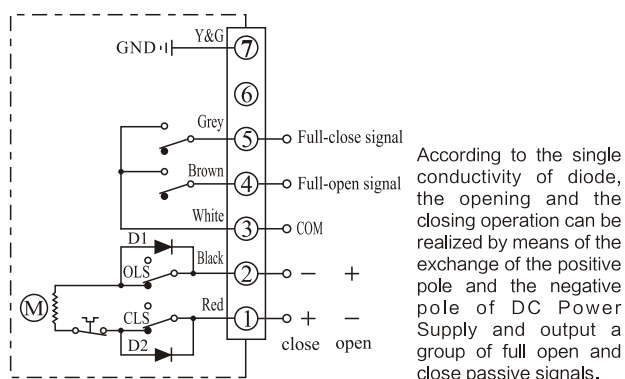 Y&G
GND
7
6
Grey
5
Full-close signal
Brown
4
Full-open signal
White
3
COM
D1
Black
OLS
2
− +
M
Red
CLS
1
+ −
D2
close open
According to the single
conductivity of diode,
the opening and the
closing operation can be
realized by means of the
exchange of the positive
pole and the negative
pole of DC Power
Supply and output a
group of full open and
close passive signals.